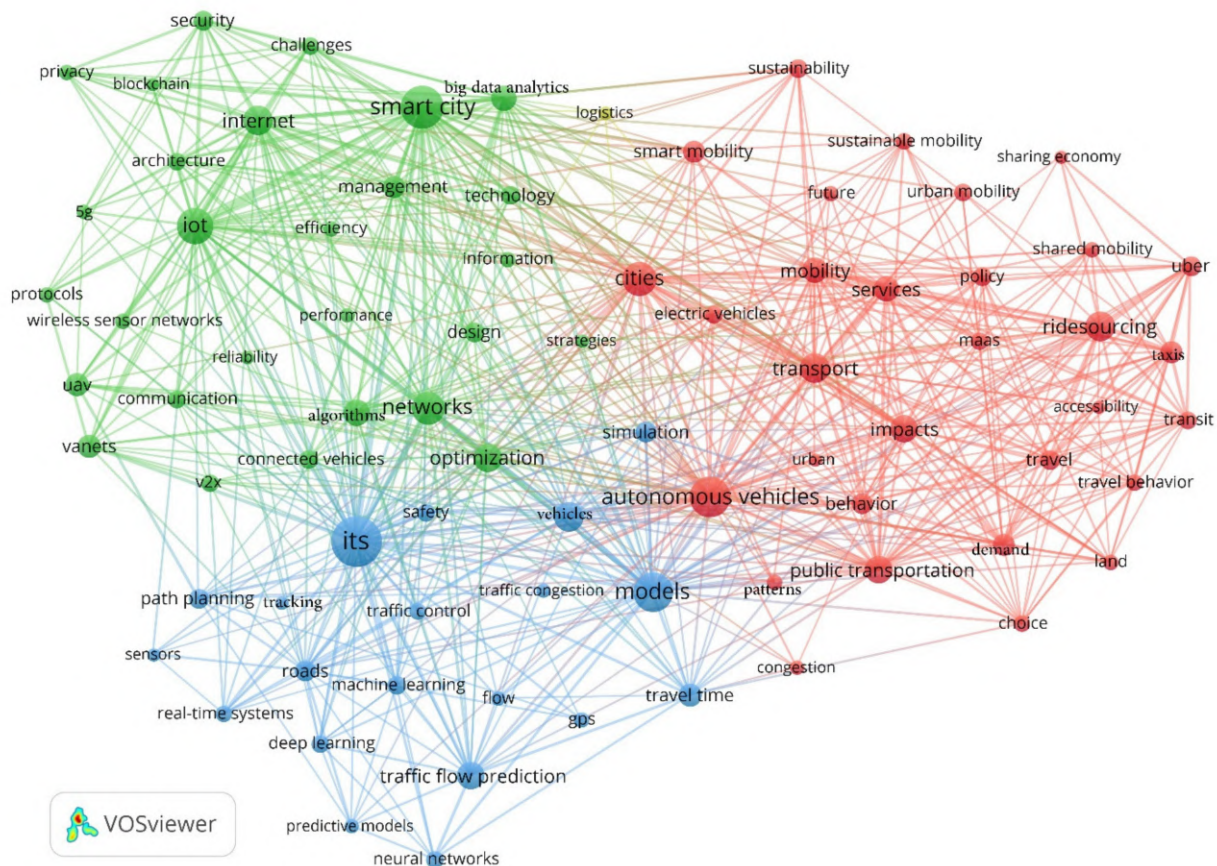 security
challenges
privacy
blockchain
big data analytics
sustainability
smart city
logistics
internet
architecture
smart mobility
sustainable mobility
sharing economy
management
technology
future
urban mobility
5g
iot
efficiency
information
cities
mobility
services
policy
shared mobility
uber
protocols
wireless sensor networks
performance
design
strategies
electric vehicles
ridesourcing
maas
taxis
reliability
transport
uav
communication
algorithms
networks
accessibility
transit
vanets
simulation
impacts
connected vehicles
optimization
urban
travel
v2x
travel behavior
autonomous vehicles
behavior
safety
vehicles
its
demand
public transportation
land
path planning
tracking
traffic control
traffic congestion
models
patterns
choice
sensors
roads
machine learning
flow
travel time
congestion
real-time systems
gps
deep learning
traffic flow prediction
predictive models
neural networks
VOSviewer